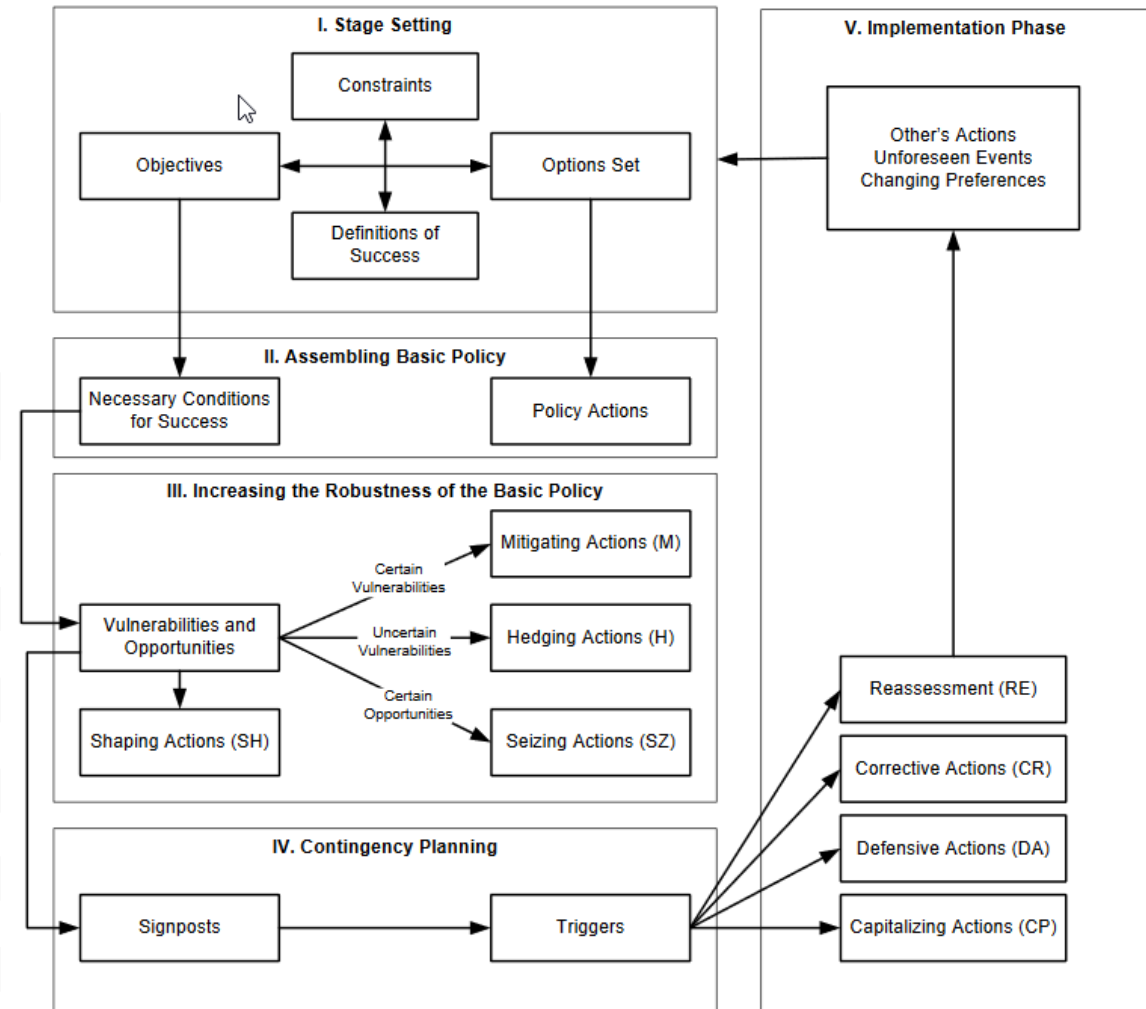 I. Stage Setting
Constraints
Objectives
Options Set
Definitions of
Success
II. Assembling Basic Policy
Necessary Conditions
for Success
Policy Actions
III. Increasing the Robustness of the Basic Policy
Mitigating Actions (M)
Certain
Vulnerabilities
Vulnerabilities and
Opportunities
Uncertain
Vulnerabilities
Hedging Actions (H)
Certain
Opportunities
Shaping Actions (SH)
Seizing Actions (SZ)
IV. Contingency Planning
Signposts
Triggers
V. Implementation Phase
Other's Actions
Unforeseen Events
Changing Preferences
Reassessment (RE)
Corrective Actions (CR)
Defensive Actions (DA)
Capitalizing Actions (CP)